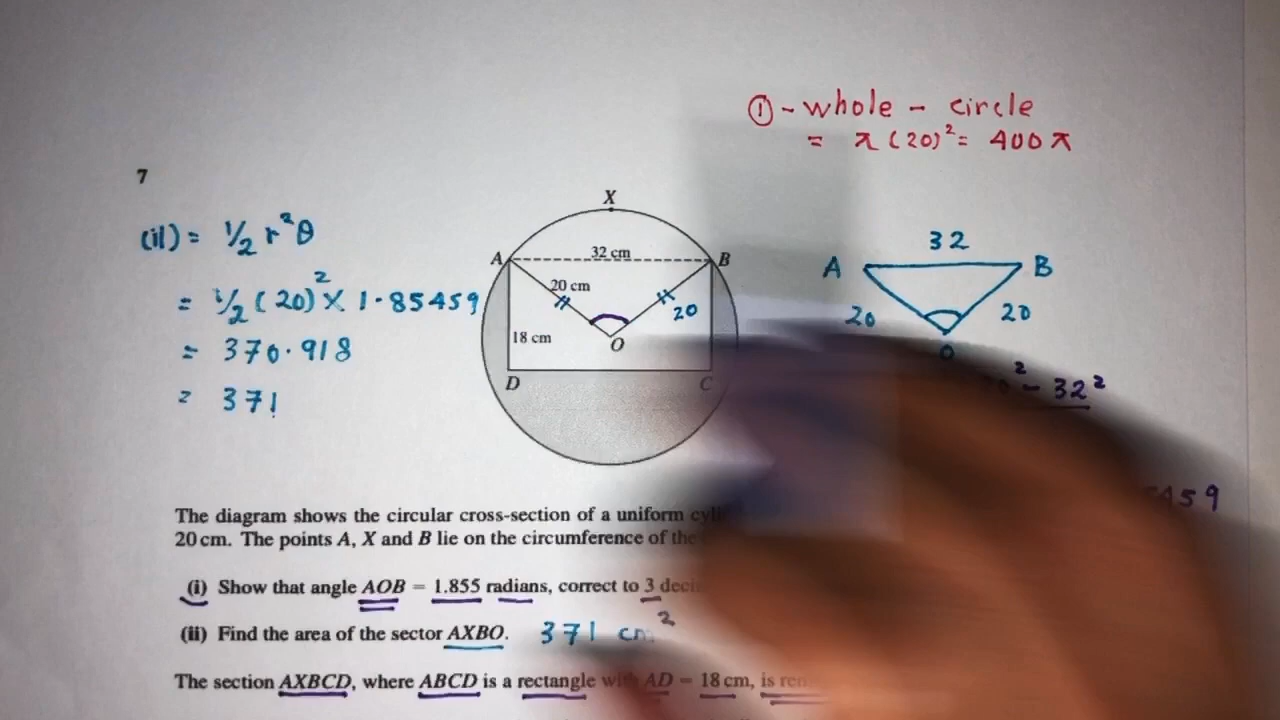 ① - whole - circle
= π (20)² = 400 π
7
(ii) = 1/2 r²θ
= 1/2 (20)² × 1.85459
= 370.918
= 371
X
A
32 cm
B
20 cm
20
18 cm
O
D
C
32
A
B
20
20
O
² - 32²
459
The diagram shows the circular cross-section of a uniform
20 cm. The points A, X and B lie on the circumference of the
(i) Show that angle AOB = 1.855 radians, correct to 3
(ii) Find the area of the sector AXBO. 371 cm²
The section AXBCD, where ABCD is a rectangle with AD = 18 cm, is